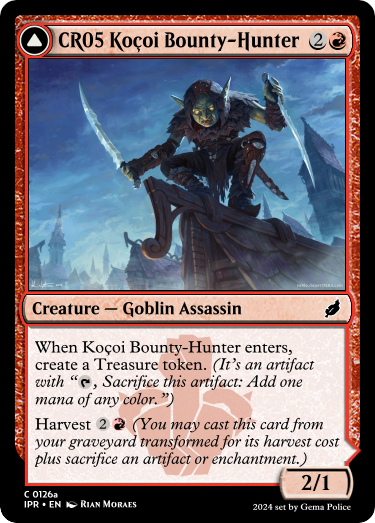 CR05 Koçoi Bounty-Hunter 2
Creature — Goblin Assassin
When Koçoi Bounty-Hunter enters,
create a Treasure token. (It's an artifact
with “, Sacrifice this artifact: Add one
mana of any color.”)
Harvest 2 (You may cast this card from
your graveyard transformed for its harvest cost
plus sacrifice an artifact or enchantment.)
2/1
C 0126a
IPR • EN RIAN MORAES
2024 set by Gema Police